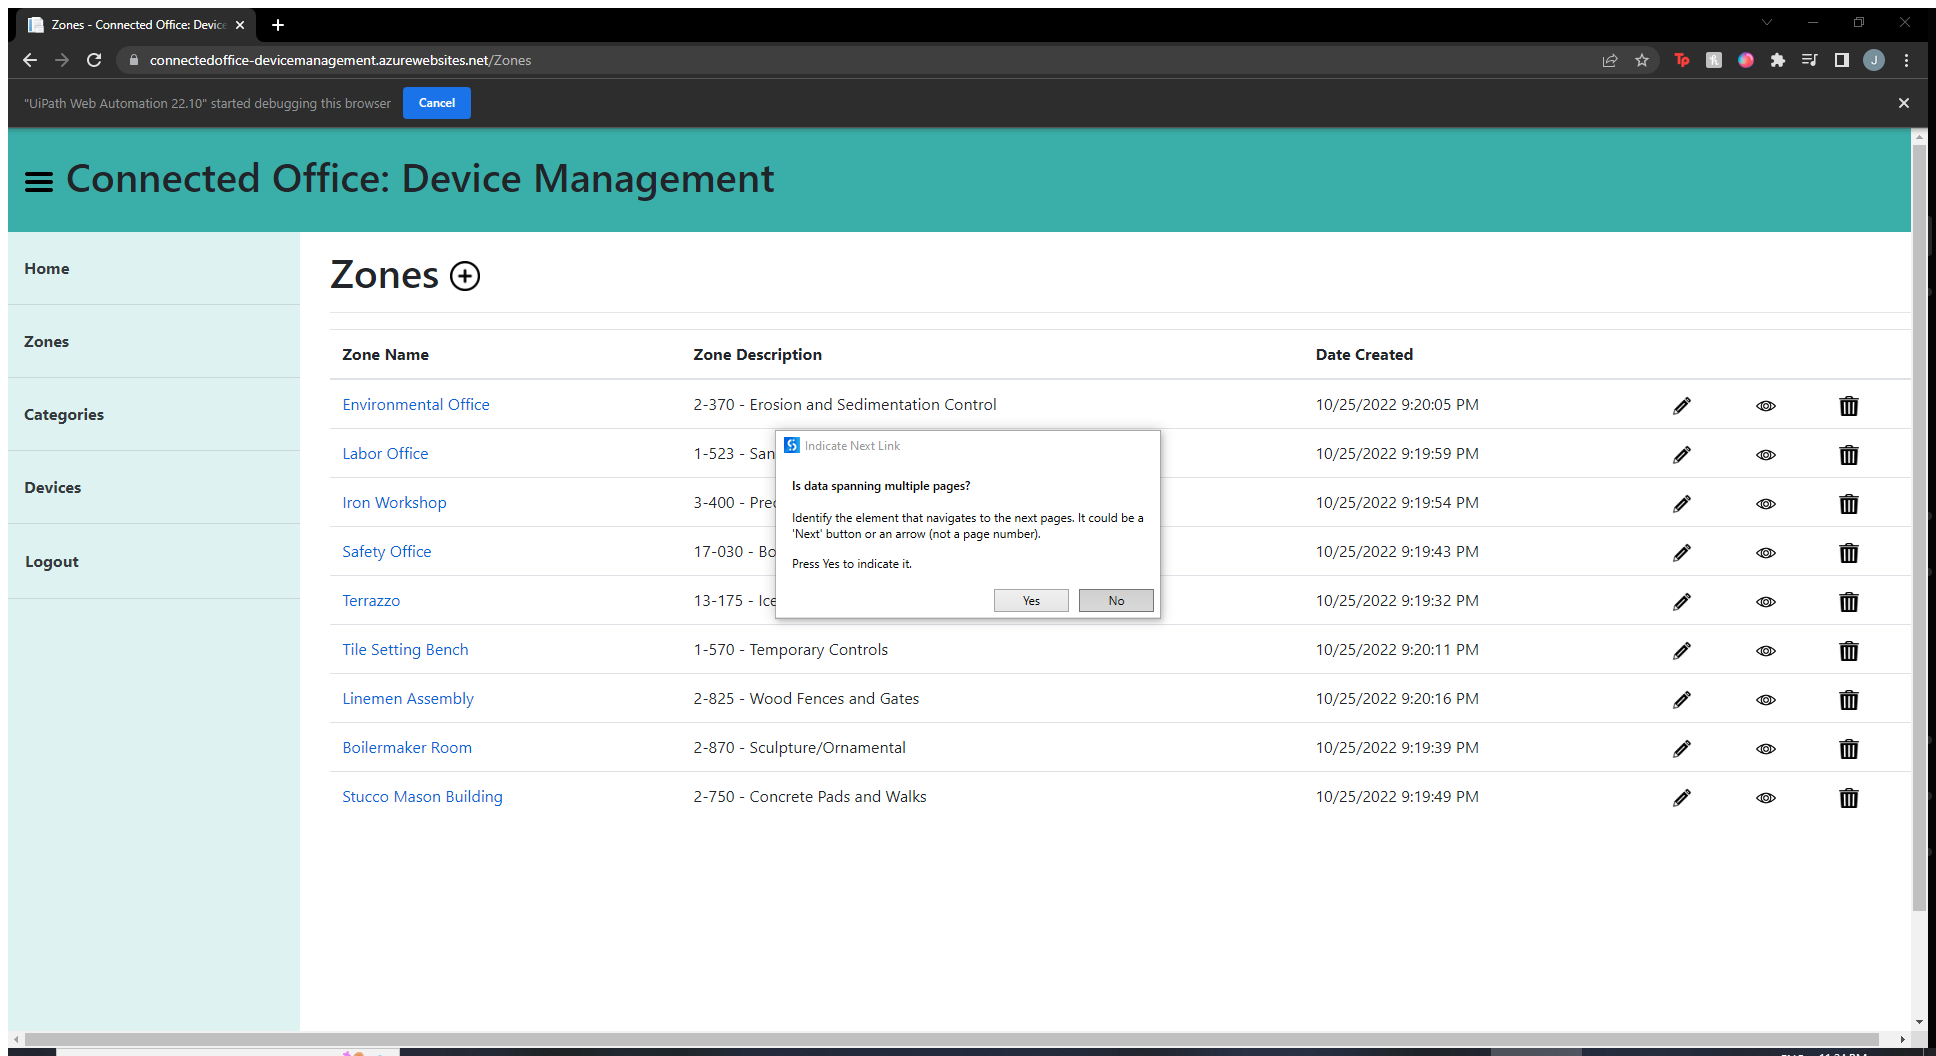 Zones - Connected Office: Device
connectedoffice-devicemanagement.azurewebsites.net/Zones
Tp
J
"UiPath Web Automation 22.10" started debugging this browser
Cancel
Connected Office: Device Management
Home
Zones
Categories
Devices
Logout
Zones
Zone Name Zone Description Date Created
Environmental Office 2-370 - Erosion and Sedimentation Control 10/25/2022 9:20:05 PM
Labor Office 1-523 - San 10/25/2022 9:19:59 PM
Iron Workshop 3-400 - Prec 10/25/2022 9:19:54 PM
Safety Office 17-030 - Bo 10/25/2022 9:19:43 PM
Terrazzo 13-175 - Ice 10/25/2022 9:19:32 PM
Tile Setting Bench 1-570 - Temporary Controls 10/25/2022 9:20:11 PM
Linemen Assembly 2-825 - Wood Fences and Gates 10/25/2022 9:20:16 PM
Boilermaker Room 2-870 - Sculpture/Ornamental 10/25/2022 9:19:39 PM
Stucco Mason Building 2-750 - Concrete Pads and Walks 10/25/2022 9:19:49 PM
Indicate Next Link
Is data spanning multiple pages?
Identify the element that navigates to the next pages. It could be a
'Next' button or an arrow (not a page number).
Press Yes to indicate it.
Yes
No